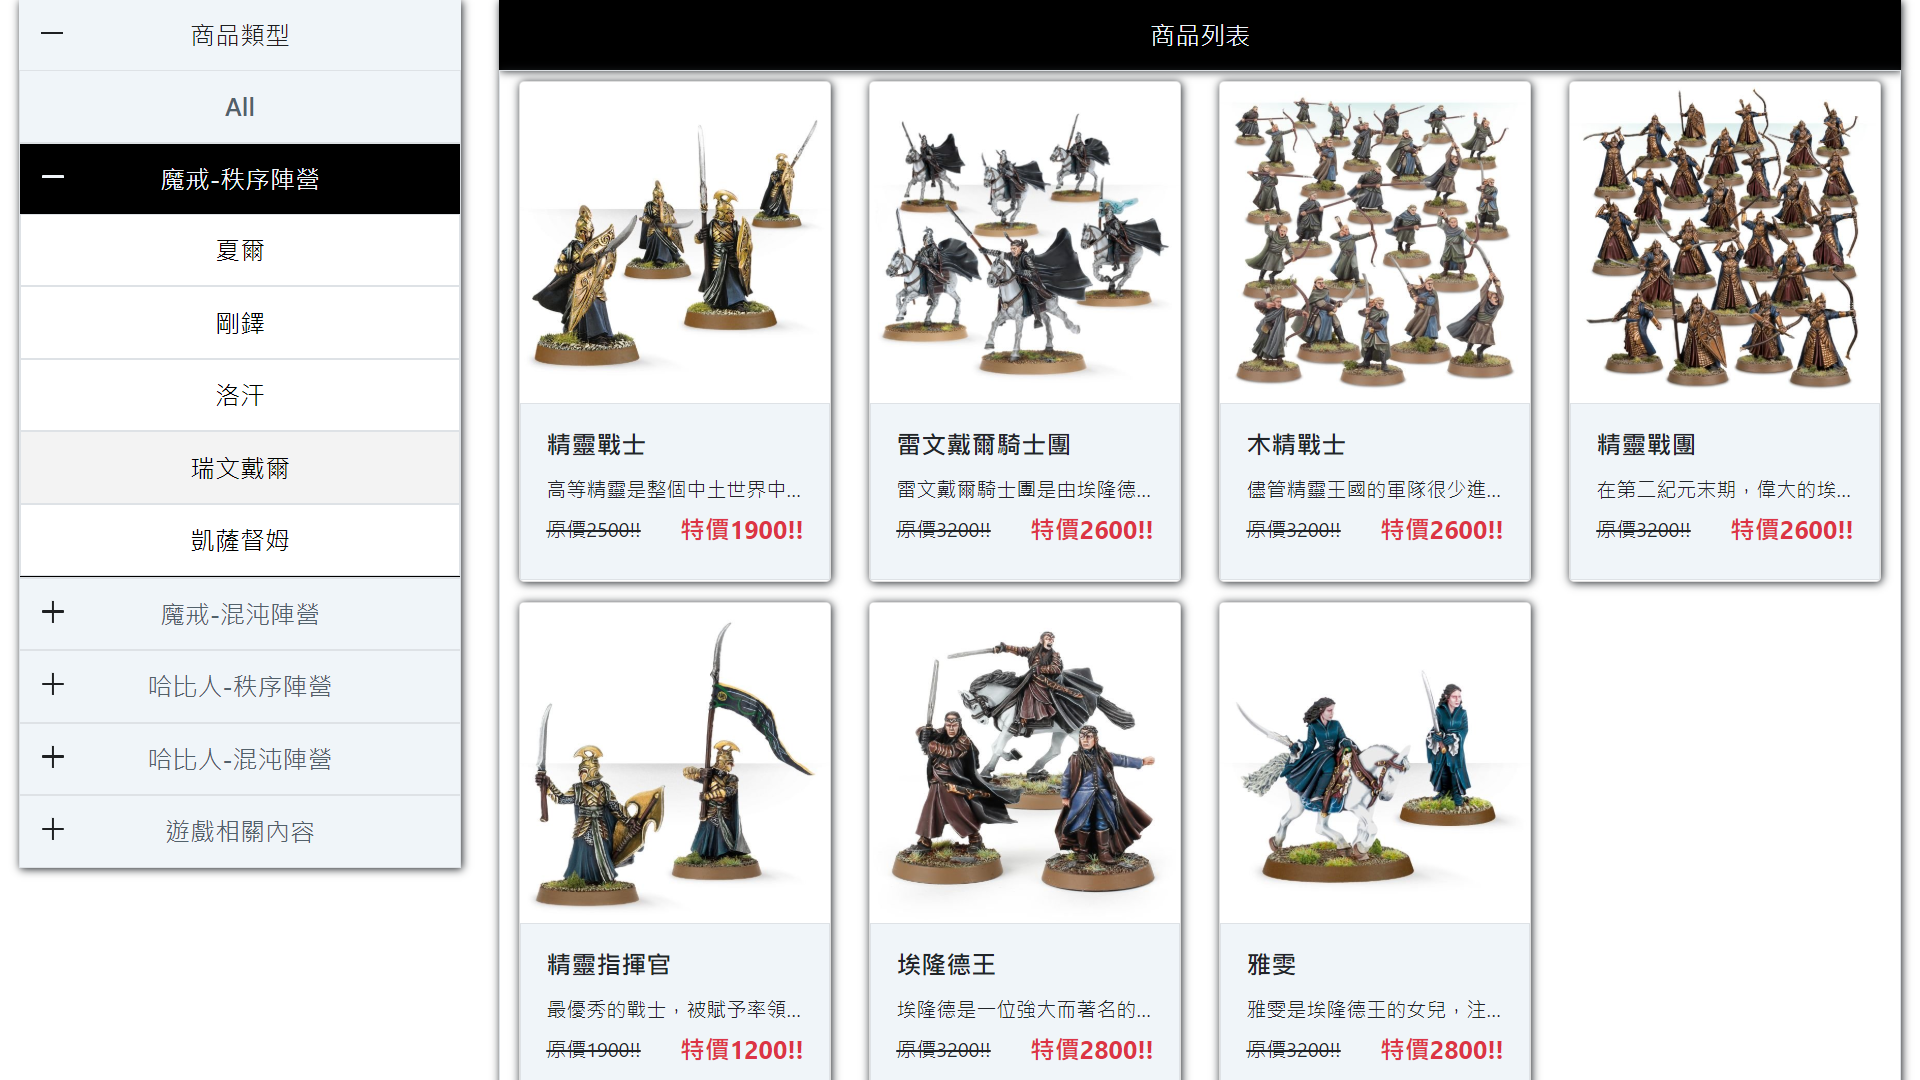 商品類型
All
魔戒-秩序陣營
夏爾
剛鐸
洛汗
瑞文戴爾
凱薩督姆
魔戒-混沌陣營
哈比人-秩序陣營
哈比人-混沌陣營
遊戲相關內容
商品列表
精靈戰士
高等精靈是整個中土世界中...
原價2500!! 特價1900!!
雷文戴爾騎士團
雷文戴爾騎士團是由埃隆德...
原價3200!! 特價2600!!
木精戰士
儘管精靈王國的軍隊很少進...
原價3200!! 特價2600!!
精靈戰團
在第二紀元末期，偉大的埃...
原價3200!! 特價2600!!
精靈指揮官
最優秀的戰士，被賦予率領...
原價1900!! 特價1200!!
埃隆德王
埃隆德是一位強大而著名的...
原價3200!! 特價2800!!
雅雯
雅雯是埃隆德王的女兒，注...
原價3200!! 特價2800!!